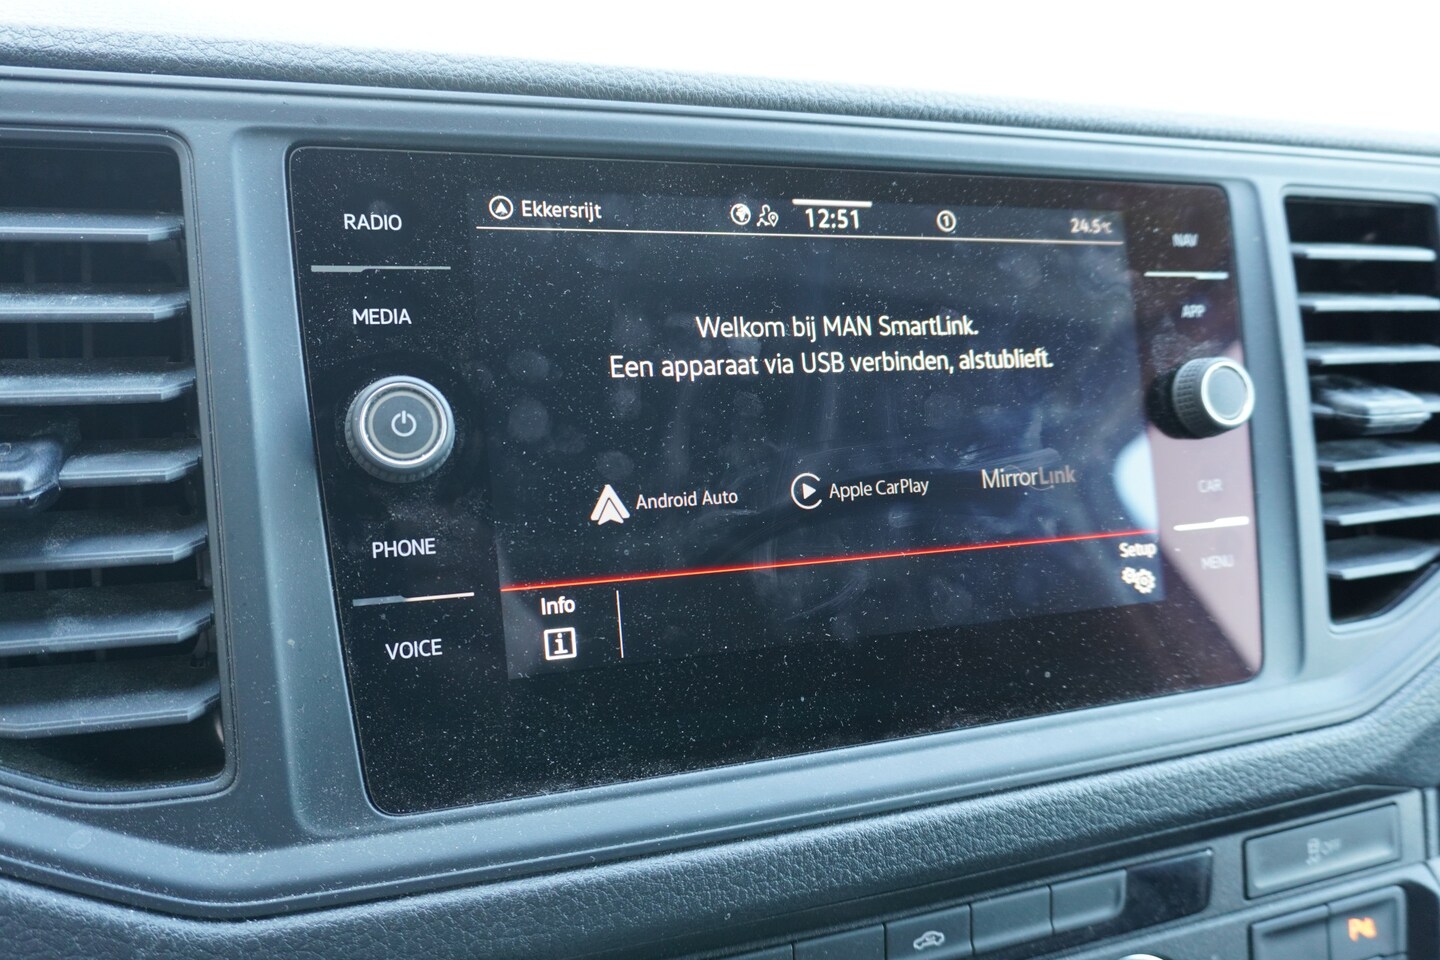 Ekkersrijt 12:51 1 24.5°C
RADIO
MEDIA
PHONE
VOICE
Welkom bij MAN SmartLink.
Een apparaat via USB verbinden, alstublieft.
Android Auto Apple CarPlay MirrorLink
Info
Setup
NAV
APP
CAR
MENU